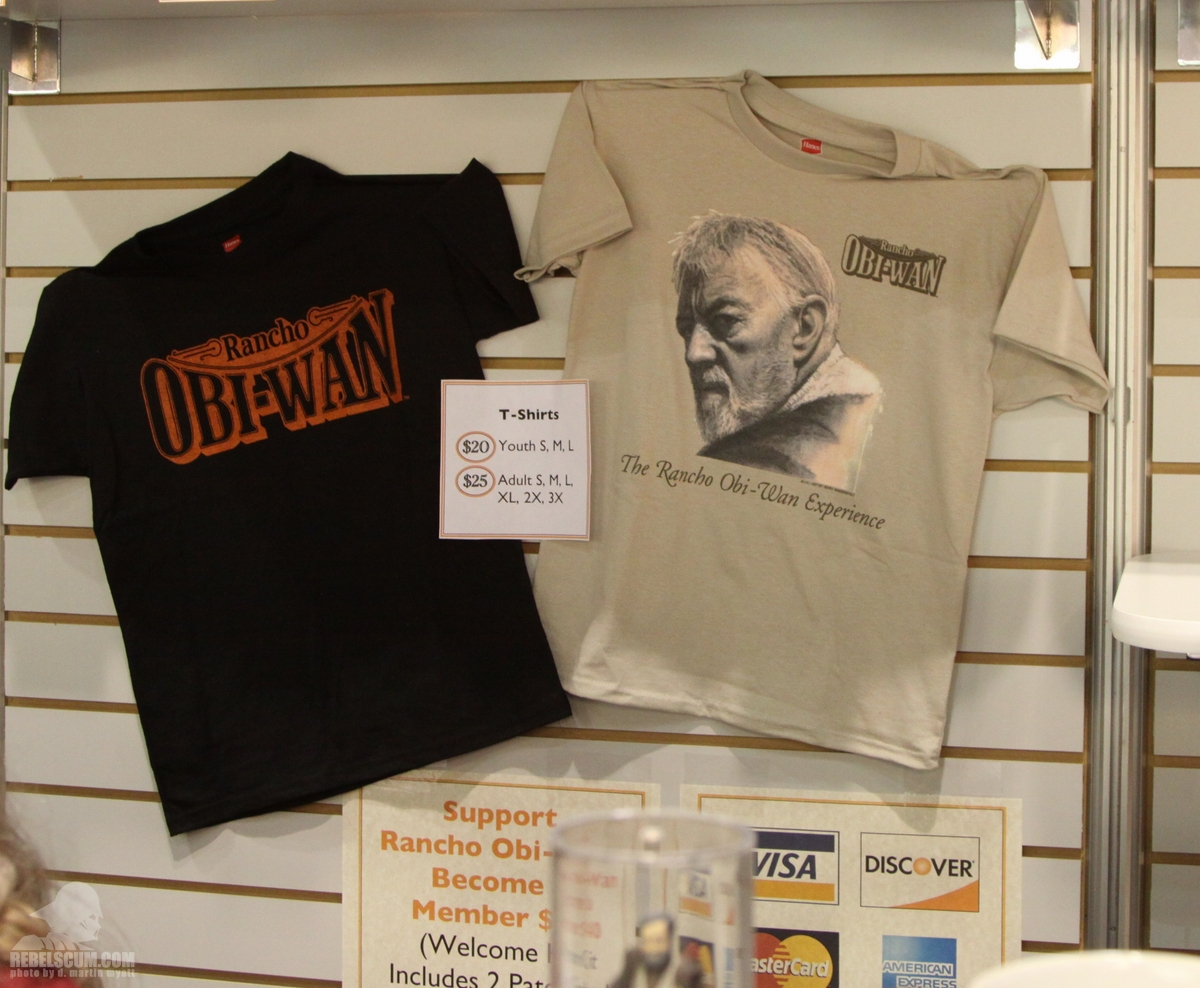 Rancho
OBI-WAN
Hanes
Rancho
OBI-WAN
The Rancho Obi-Wan Experience
T-Shirts
$20 Youth S, M, L
$25 Adult S, M, L,
XL, 2X, 3X
Support
Rancho Obi-
Become
Member $
(Welcome
Includes 2
VISA
DISCOVER
MasterCard
AMERICAN
EXPRESS
REBELSCUM.COM
photo by d. martin myatt